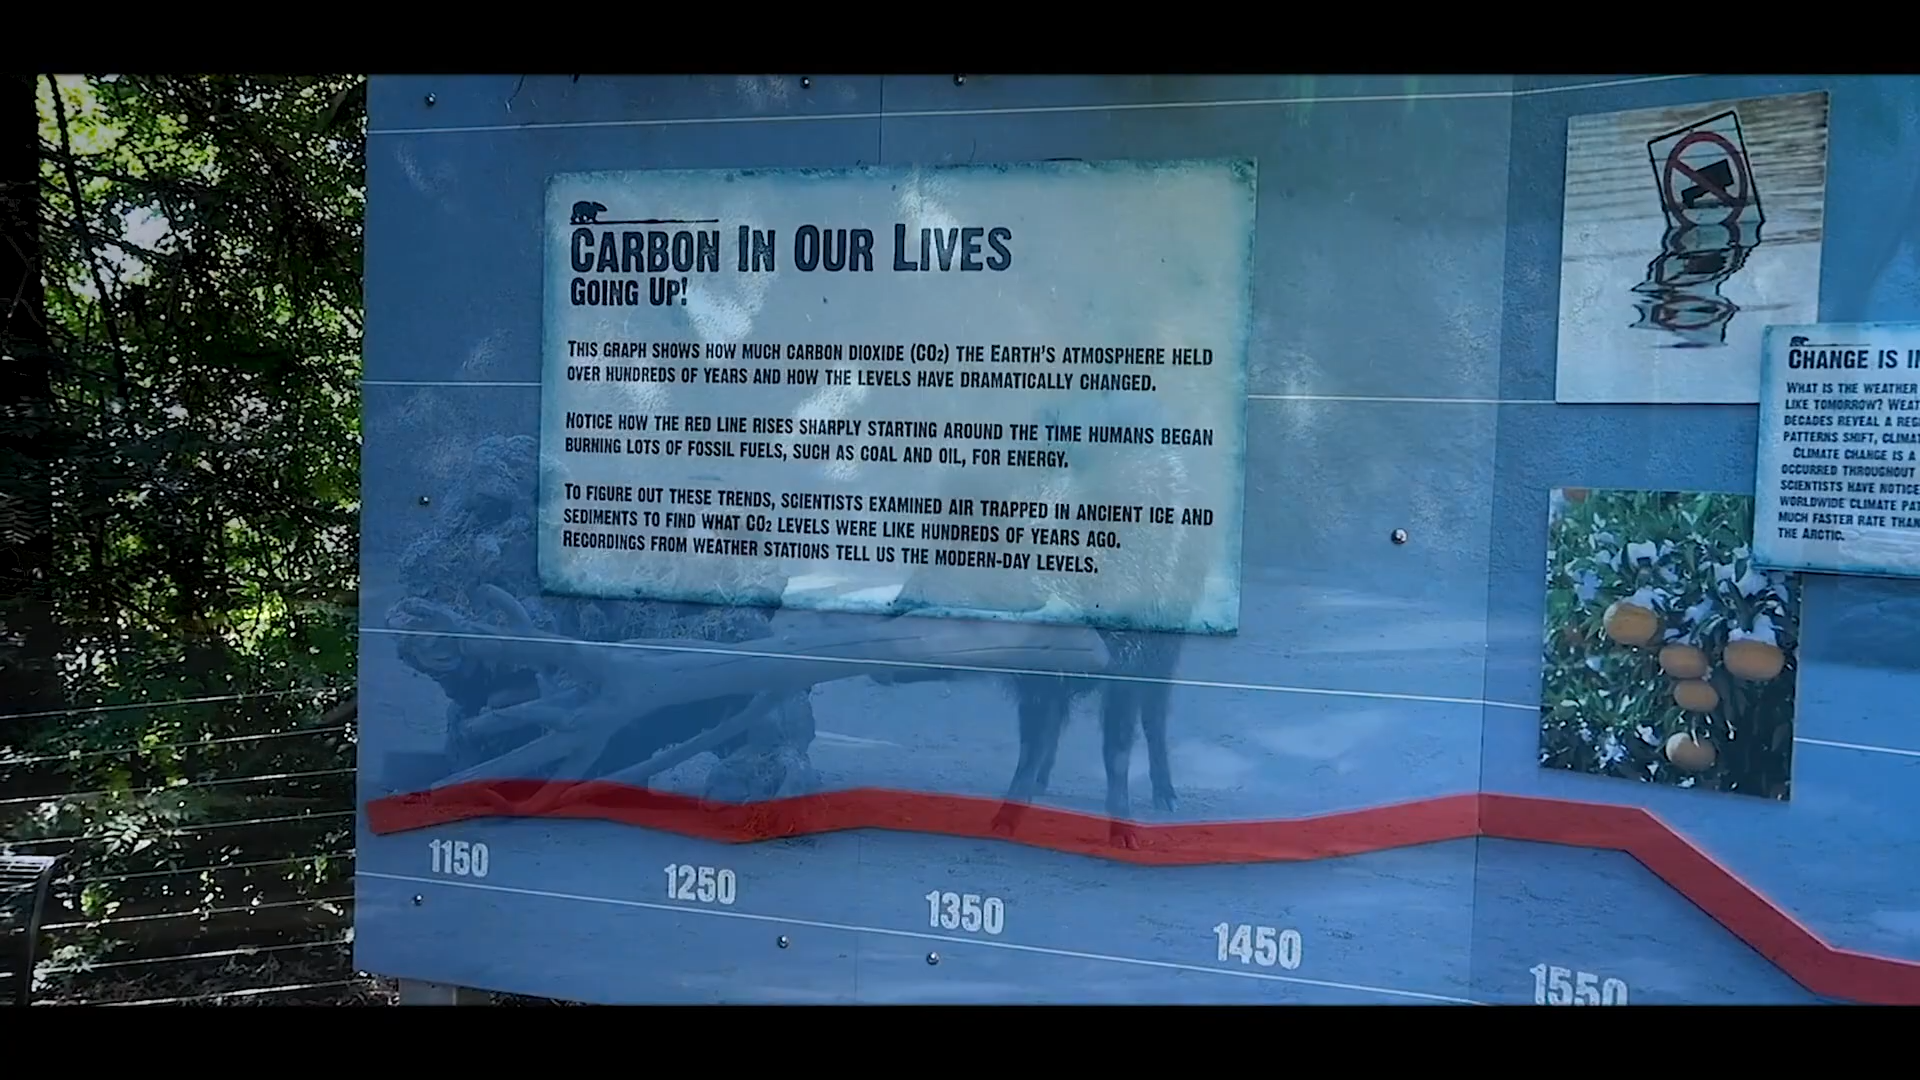 CARBON IN OUR LIVES
GOING UP!
THIS GRAPH SHOWS HOW MUCH CARBON DIOXIDE (CO₂) THE EARTH'S ATMOSPHERE HELD
OVER HUNDREDS OF YEARS AND HOW THE LEVELS HAVE DRAMATICALLY CHANGED.
NOTICE HOW THE RED LINE RISES SHARPLY STARTING AROUND THE TIME HUMANS BEGAN
BURNING LOTS OF FOSSIL FUELS, SUCH AS COAL AND OIL, FOR ENERGY.
TO FIGURE OUT THESE TRENDS, SCIENTISTS EXAMINED AIR TRAPPED IN ANCIENT ICE AND
SEDIMENTS TO FIND WHAT CO₂ LEVELS WERE LIKE HUNDREDS OF YEARS AGO.
RECORDINGS FROM WEATHER STATIONS TELL US THE MODERN-DAY LEVELS.
CHANGE IS
WHAT IS THE WEATHER
LIKE TOMORROW?
DECADES REVEAL A
PATTERNS SHIFT,
CLIMATE CHANGE IS A
OCCURRED THROUGHOUT
SCIENTISTS HAVE
WORLDWIDE CLIMATE
MUCH FASTER RATE THAN
THE ARCTIC.
1150
1250
1350
1450
1550